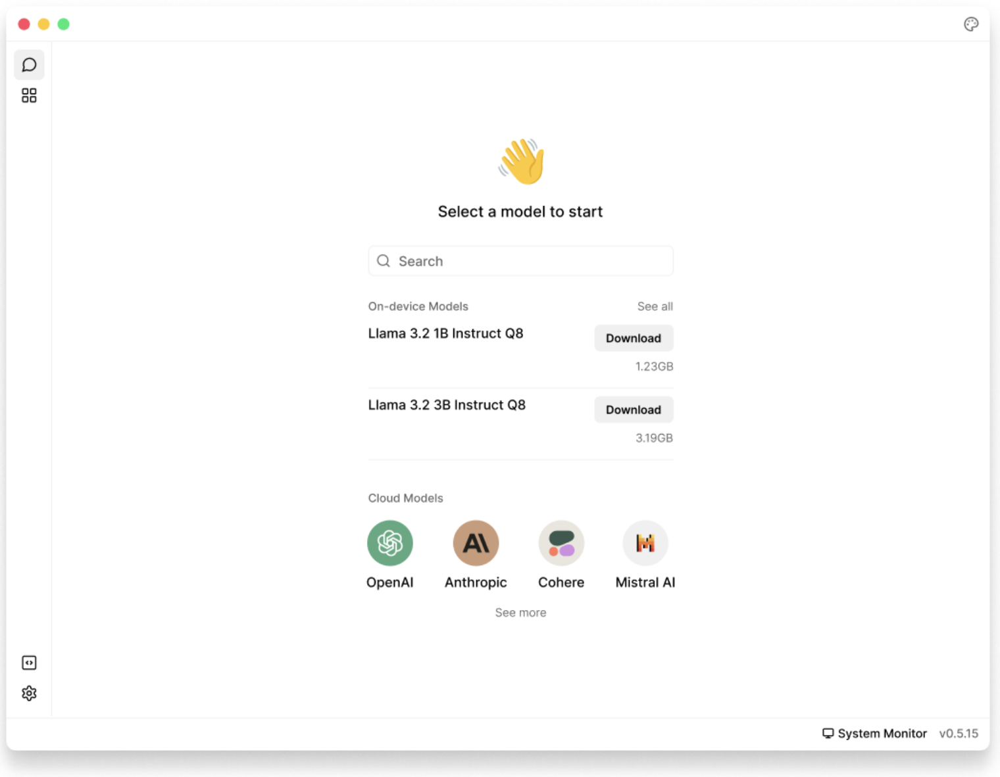 Select a model to start
Search
On-device Models See all
Llama 3.2 1B Instruct Q8 Download
1.23GB
Llama 3.2 3B Instruct Q8 Download
3.19GB
Cloud Models
OpenAI Anthropic Cohere Mistral AI
See more
System Monitor v0.5.15